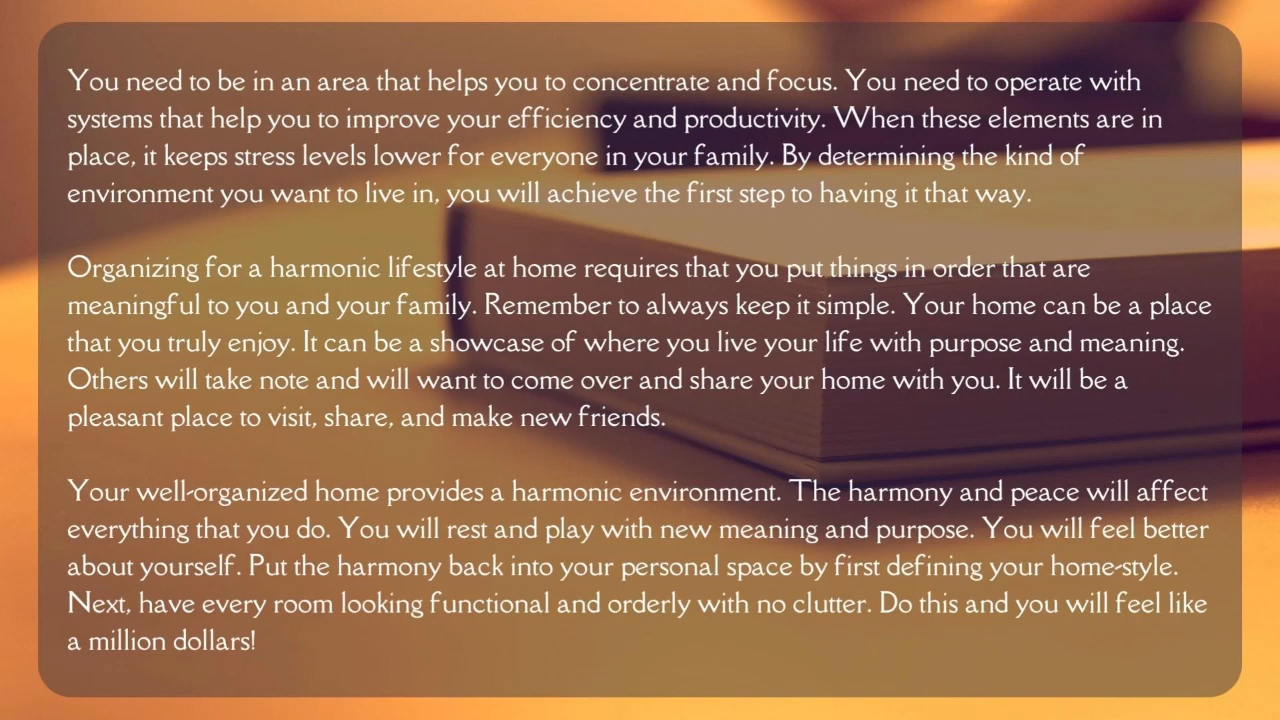 You need to be in an area that helps you to concentrate and focus. You need to operate with
systems that help you to improve your efficiency and productivity. When these elements are in
place, it keeps stress levels lower for everyone in your family. By determining the kind of
environment you want to live in, you will achieve the first step to having it that way.
Organizing for a harmonic lifestyle at home requires that you put things in order that are
meaningful to you and your family. Remember to always keep it simple. Your home can be a place
that you truly enjoy. It can be a showcase of where you live your life with purpose and meaning.
Others will take note and will want to come over and share your home with you. It will be a
pleasant place to visit, share, and make new friends.
Your well-organized home provides a harmonic environment. The harmony and peace will affect
everything that you do. You will rest and play with new meaning and purpose. You will feel better
about yourself. Put the harmony back into your personal space by first defining your home-style.
Next, have every room looking functional and orderly with no clutter. Do this and you will feel like
a million dollars!